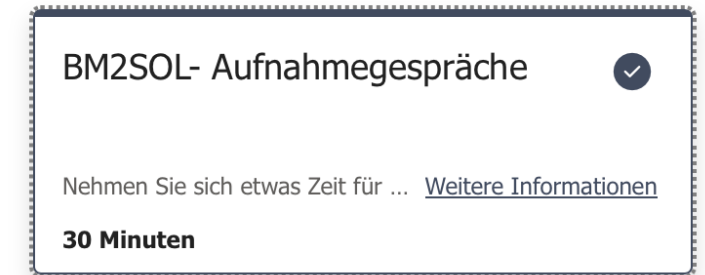 BM2SOL- Aufnahmegespräche
Nehmen Sie sich etwas Zeit für ... Weitere Informationen
30 Minuten